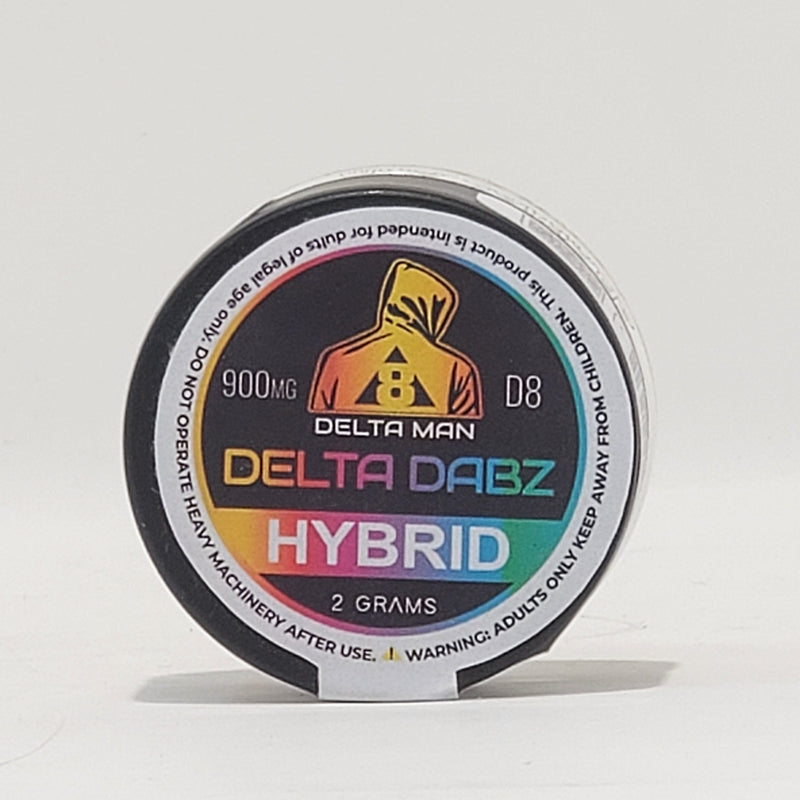 900MG
8
D8
DELTA MAN
DELTA DABZ
HYBRID
2 GRAMS
WARNING: ADULTS ONLY KEEP AWAY FROM CHILDREN. This product is intended for dults of legal age only. DO NOT OPERATE HEAVY MACHINERY AFTER USE.